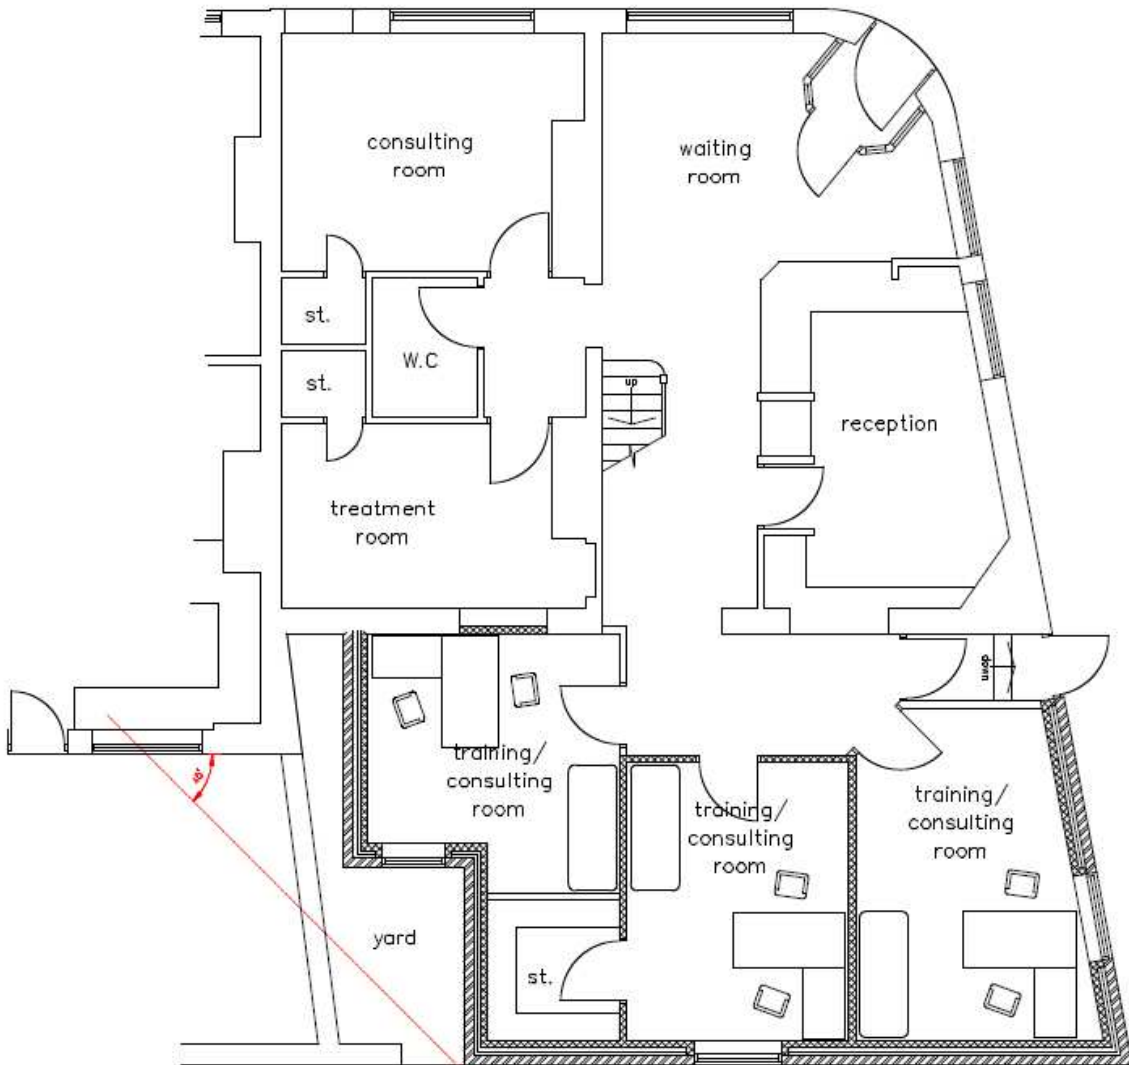 consulting
room
waiting
room
st.
W.C
st.
up
reception
treatment
room
down
training/
consulting
room
training/
consulting
room
training/
consulting
room
yard
st.